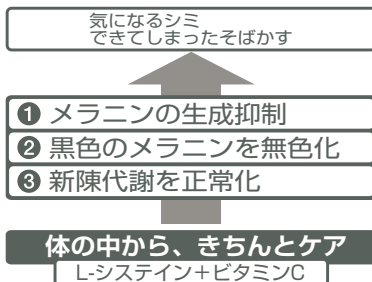 気になるシミ
できてしまったそばかす
❶ メラニンの生成抑制
❷ 黒色のメラニンを無色化
❸ 新陳代謝を正常化
体の中から、きちんとケア
L-システイン＋ビタミンC